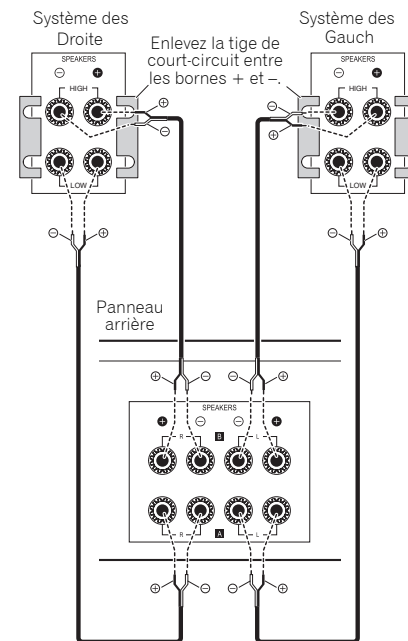 Système des
Droite
Enlevez la tige de
court-circuit entre
les bornes + et –.
Système des
Gauch
SPEAKERS
⊖ ⊕
HIGH
LOW
⊕
⊖
⊖ ⊕
SPEAKERS
⊖ ⊕
HIGH
LOW
⊖
⊕
⊖ ⊕
Panneau
arrière
⊕ ⊖ ⊖ ⊕
SPEAKERS
⊕ ⊖ ⊖ ⊕
R B L
R A L
⊕ ⊖ ⊖ ⊕